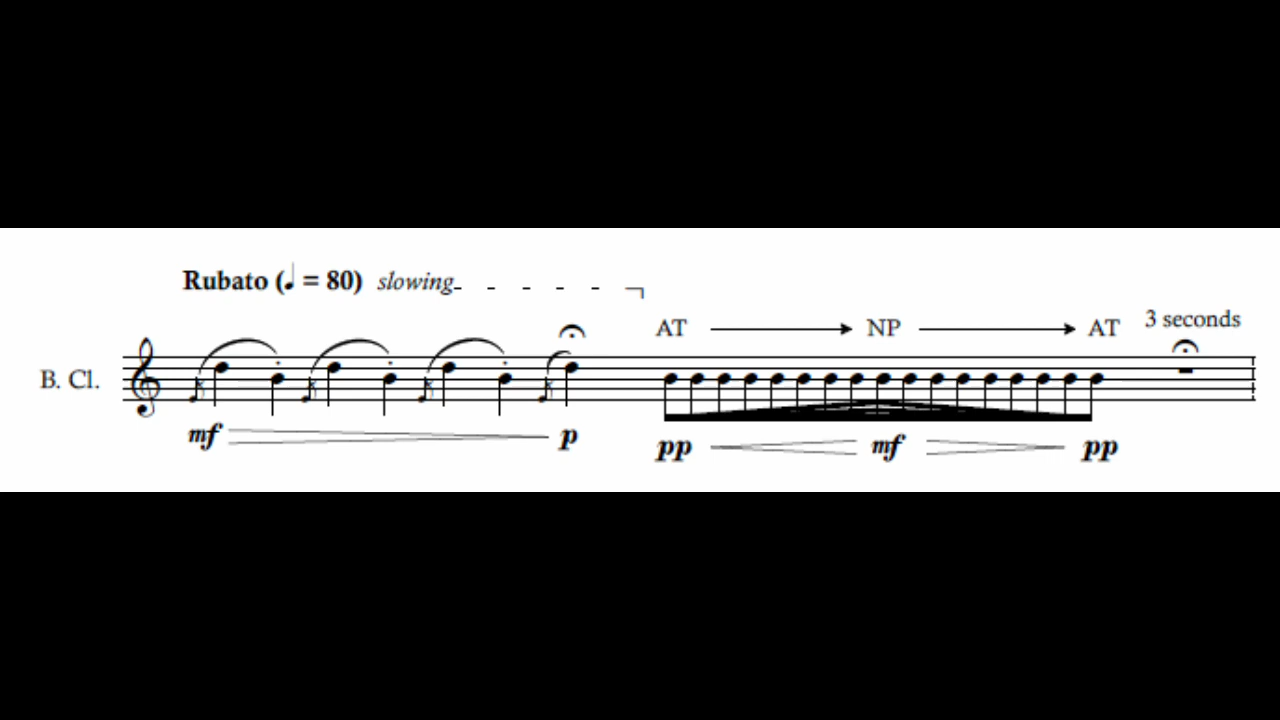 Rubato (♩ = 80) slowing
AT NP AT 3 seconds
B. Cl.
mf p pp mf pp